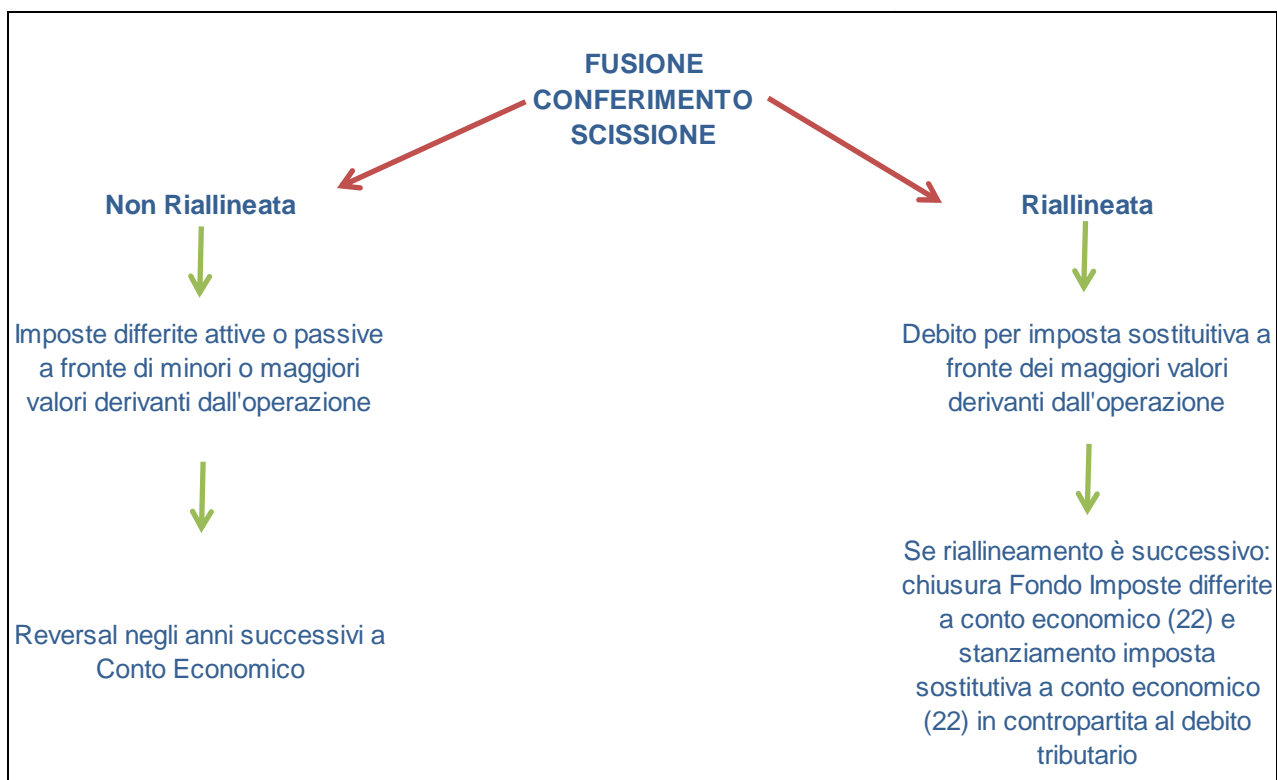 FUSIONE
CONFERIMENTO
SCISSIONE
Non Riallineata
Riallineata
Imposte differite attive o passive
a fronte di minori o maggiori
valori derivanti dall'operazione
Debito per imposta sostituitiva a
fronte dei maggiori valori
derivanti dall'operazione
Reversal negli anni successivi a
Conto Economico
Se riallineamento è successivo:
chiusura Fondo Imposte differite
a conto economico (22) e
stanziamento imposta
sostitutiva a conto economico
(22) in contropartita al debito
tributario